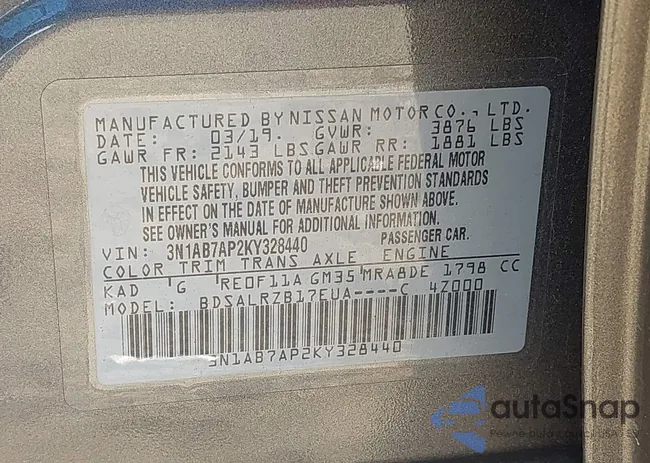 MANUFACTURED BY NISSAN MOTOR CO., LTD.
DATE: 03/19 GVWR: 3876 LBS
GAWR FR: 2143 LBS GAWR RR: 1881 LBS
THIS VEHICLE CONFORMS TO ALL APPLICABLE FEDERAL MOTOR
VEHICLE SAFETY, BUMPER AND THEFT PREVENTION STANDARDS
IN EFFECT ON THE DATE OF MANUFACTURE SHOWN ABOVE.
SEE OWNER'S MANUAL FOR ADDITIONAL INFORMATION.
VIN: 3N1AB7AP2KY328440 PASSENGER CAR.
COLOR TRIM TRANS AXLE ENGINE
KAD G RE0F11A GM35 MRA8DE 1798 CC
MODEL: BDSALRZB17EUA----C 4Z000
3N1AB7AP2KY328440
autaSnap